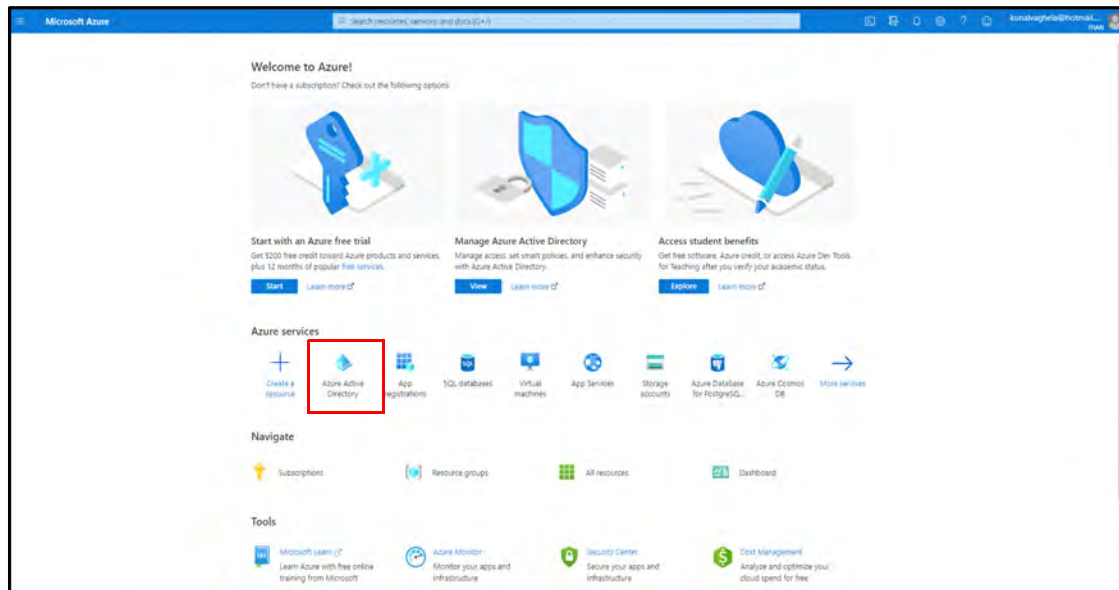 Microsoft Azure
Search resources, services, and docs (G+/)
kunalvaghela@hotmail....
Welcome to Azure!
Don't have a subscription? Check out the following options.
Start with an Azure free trial
Get $200 free credit toward Azure products and services,
plus 12 months of popular free services.
Start
Learn more
Manage Azure Active Directory
Manage access, set smart policies, and enhance security
with Azure Active Directory.
View
Learn more
Access student benefits
Get free software, Azure credit, or access Azure Dev Tools
for Teaching after you verify your academic status.
Explore
Learn more
Azure services
Create a
resource
Azure Active
Directory
App
registrations
SQL databases
Virtual
machines
App Services
Storage
accounts
Azure Database
for PostgreSQ...
Azure Cosmos
DB
More services
Navigate
Subscriptions
Resource groups
All resources
Dashboard
Tools
Microsoft Learn
Learn Azure with free online
training from Microsoft
Azure Monitor
Monitor your apps and
infrastructure
Security Center
Secure your apps and
infrastructure
Cost Management
Analyze and optimize your
cloud spend for free